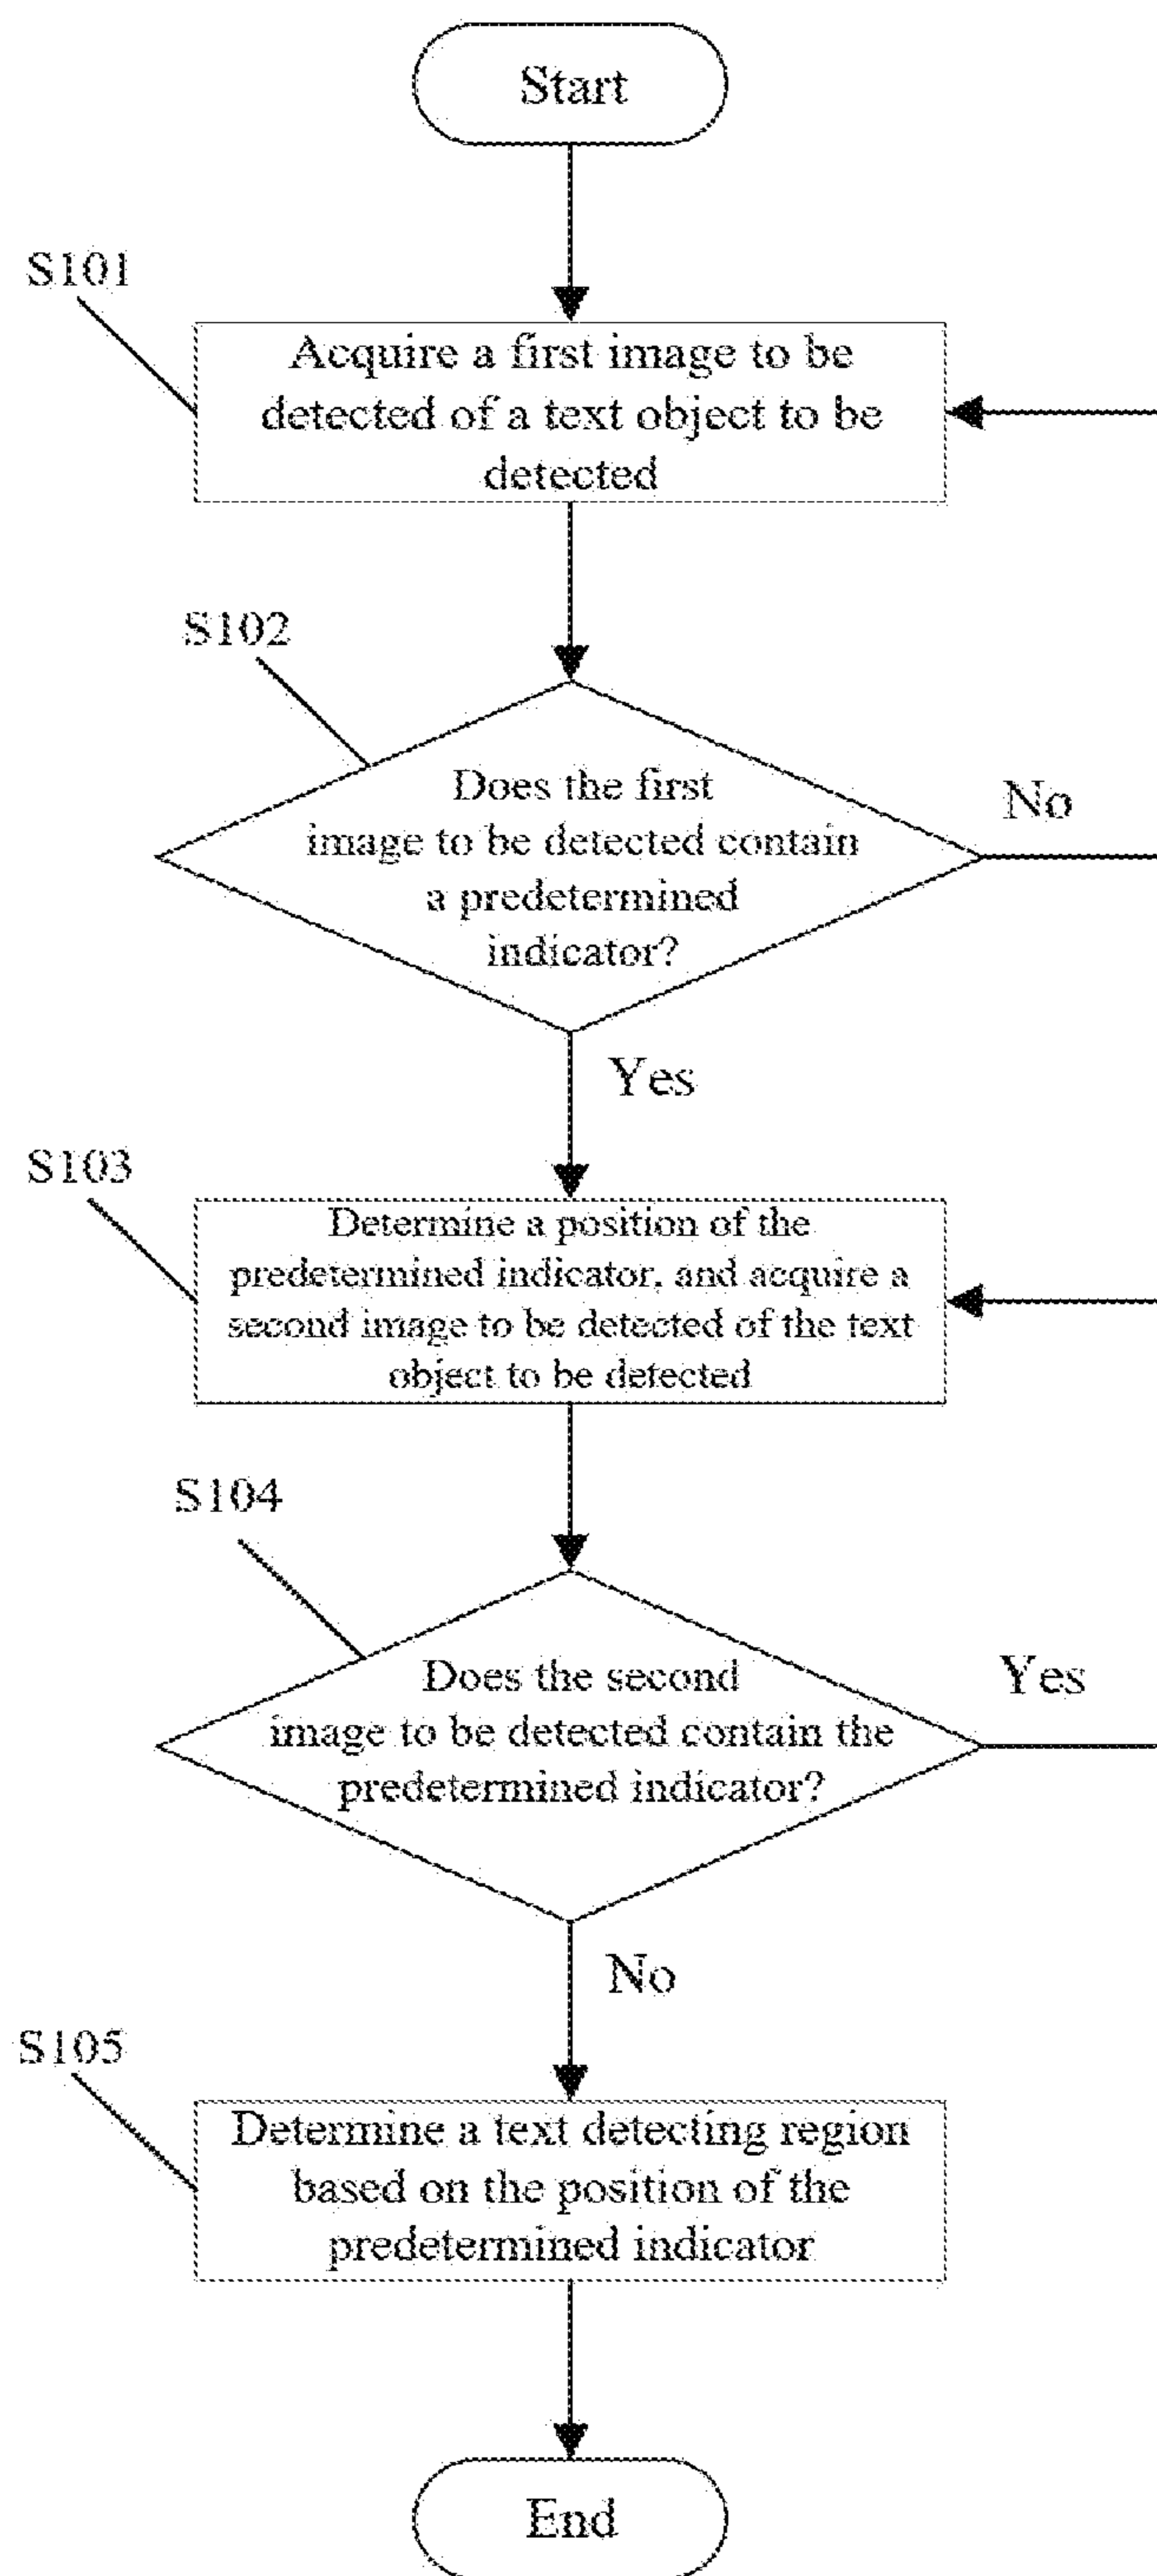 Start
S101
Acquire a first image to be
detected of a text object to be
detected
S102
Does the first
image to be detected contain
a predetermined
indicator?
No
Yes
S103
Determine a position of the
predetermined indicator, and acquire a
second image to be detected of the text
object to be detected
S104
Does the second
image to be detected contain the
predetermined indicator?
Yes
No
S105
Determine a text detecting region
based on the position of the
predetermined indicator
End